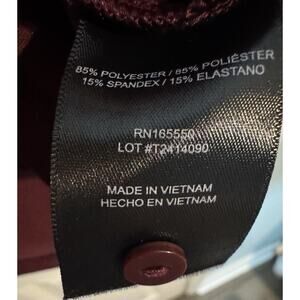 85% POLYESTER / 85% POLIÉSTER
15% SPANDEX / 15% ELASTANO
RN165550
LOT #T2414090
MADE IN VIETNAM
HECHO EN VIETNAM